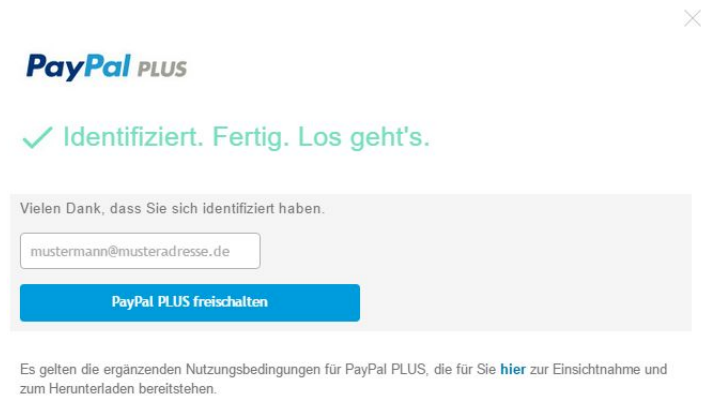 PayPal PLUS
Identifiziert. Fertig. Los geht's.
Vielen Dank, dass Sie sich identifiziert haben.
mustermann@musteradresse.de
PayPal PLUS freischalten
Es gelten die ergänzenden Nutzungsbedingungen für PayPal PLUS, die für Sie hier zur Einsichtnahme und
zum Herunterladen bereitstehen.